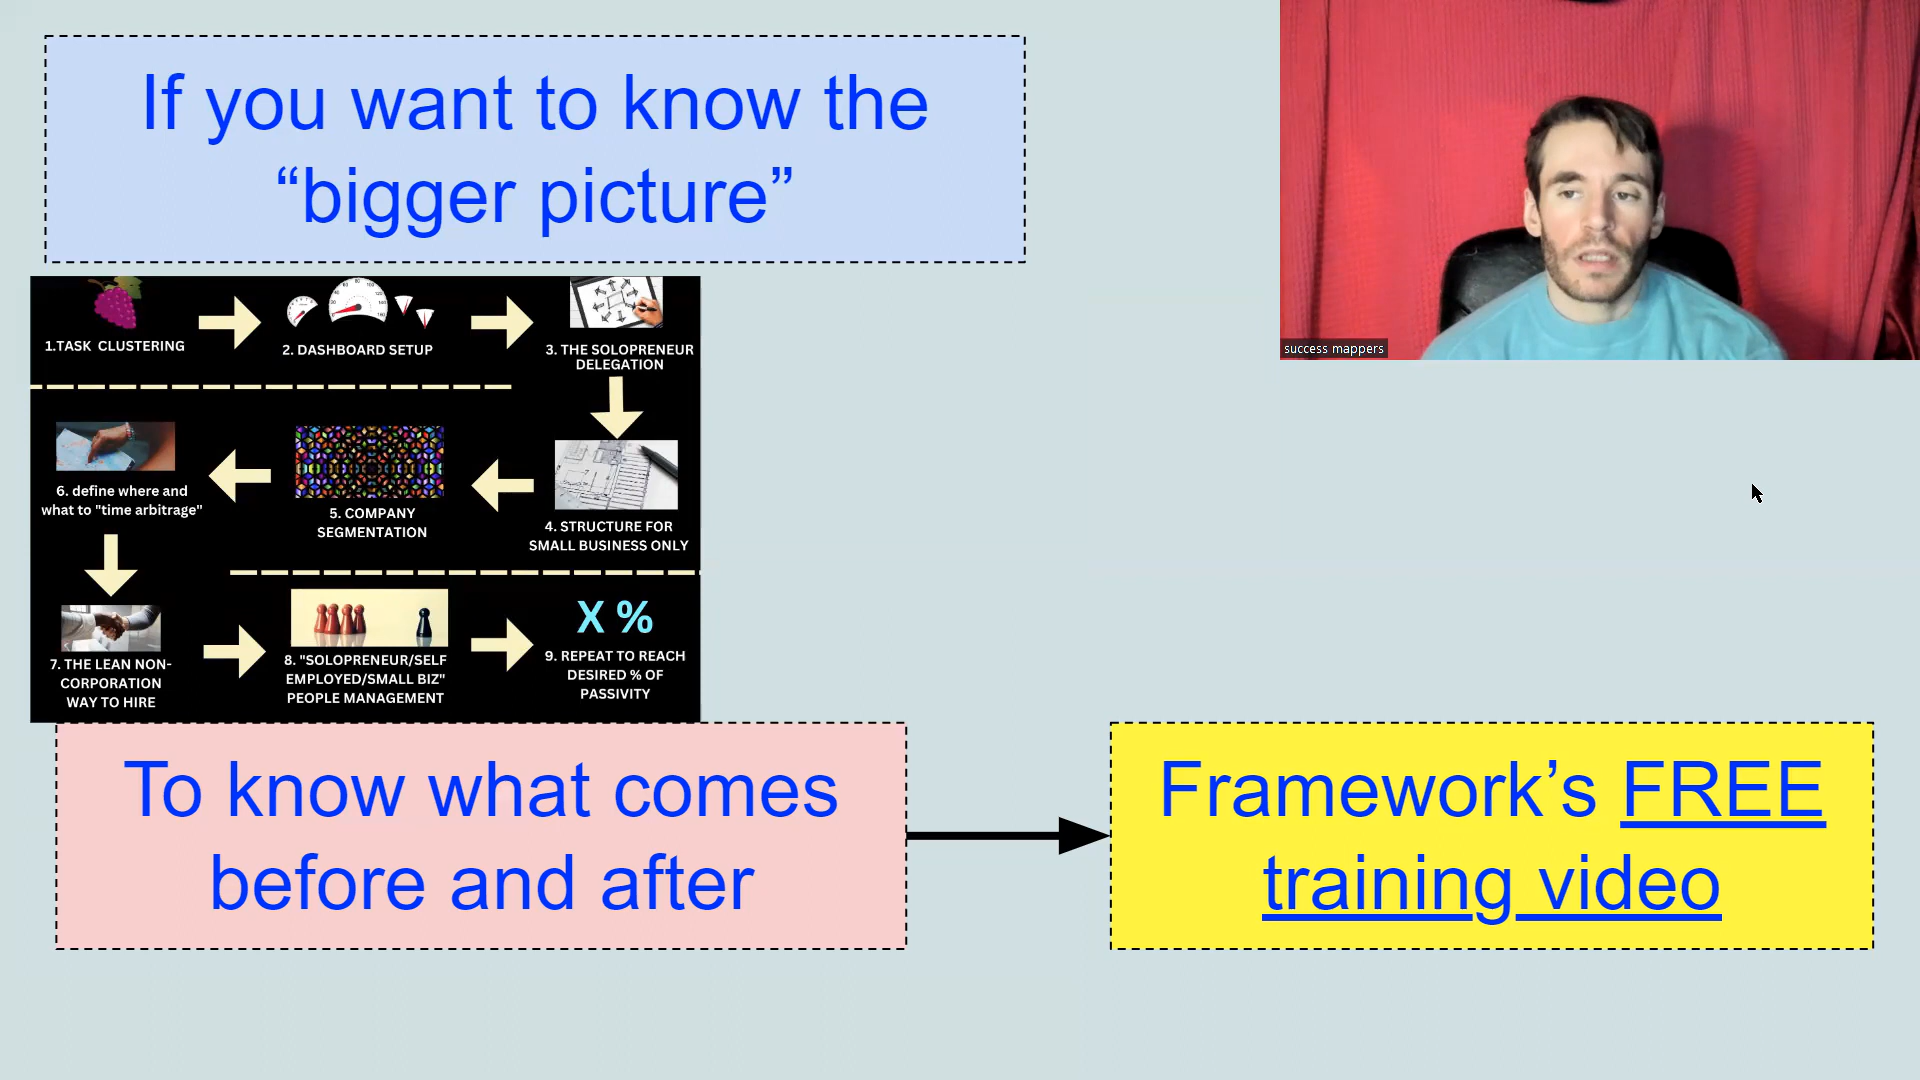 If you want to know the
“bigger picture”
success mappers
1.TASK CLUSTERING
2. DASHBOARD SETUP
3. THE SOLOPRENEUR
DELEGATION
6. define where and
what to "time arbitrage"
5. COMPANY
SEGMENTATION
4. STRUCTURE FOR
SMALL BUSINESS ONLY
7. THE LEAN NON-
CORPORATION
WAY TO HIRE
8. "SOLOPRENEUR/SELF
EMPLOYED/SMALL BIZ"
PEOPLE MANAGEMENT
X %
9. REPEAT TO REACH
DESIRED % OF
PASSIVITY
To know what comes
before and after
Framework’s FREE
training video